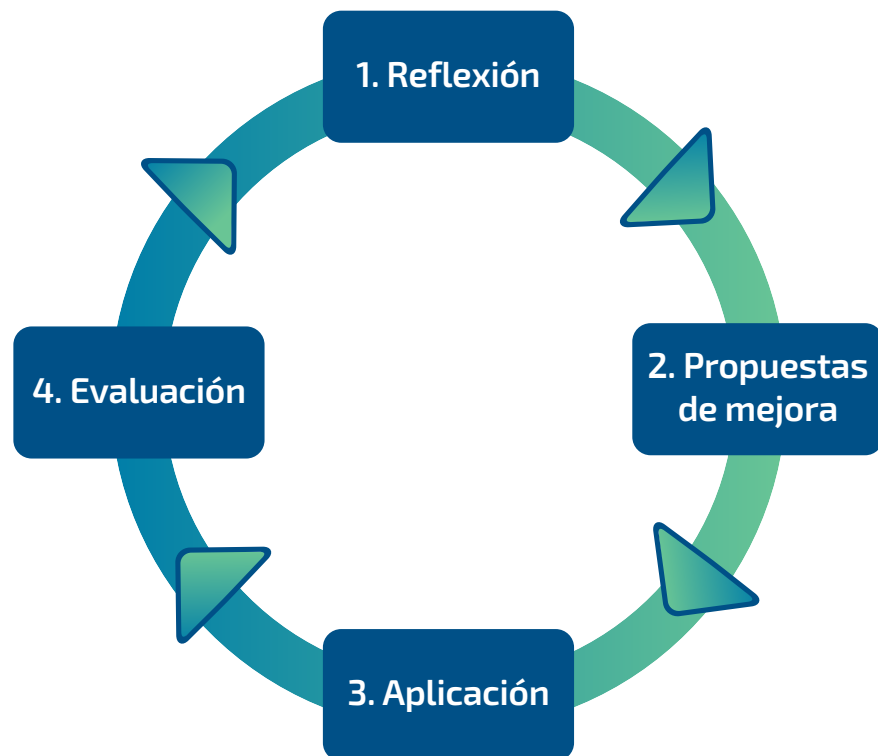 1. Reflexión
2. Propuestas
de mejora
3. Aplicación
4. Evaluación